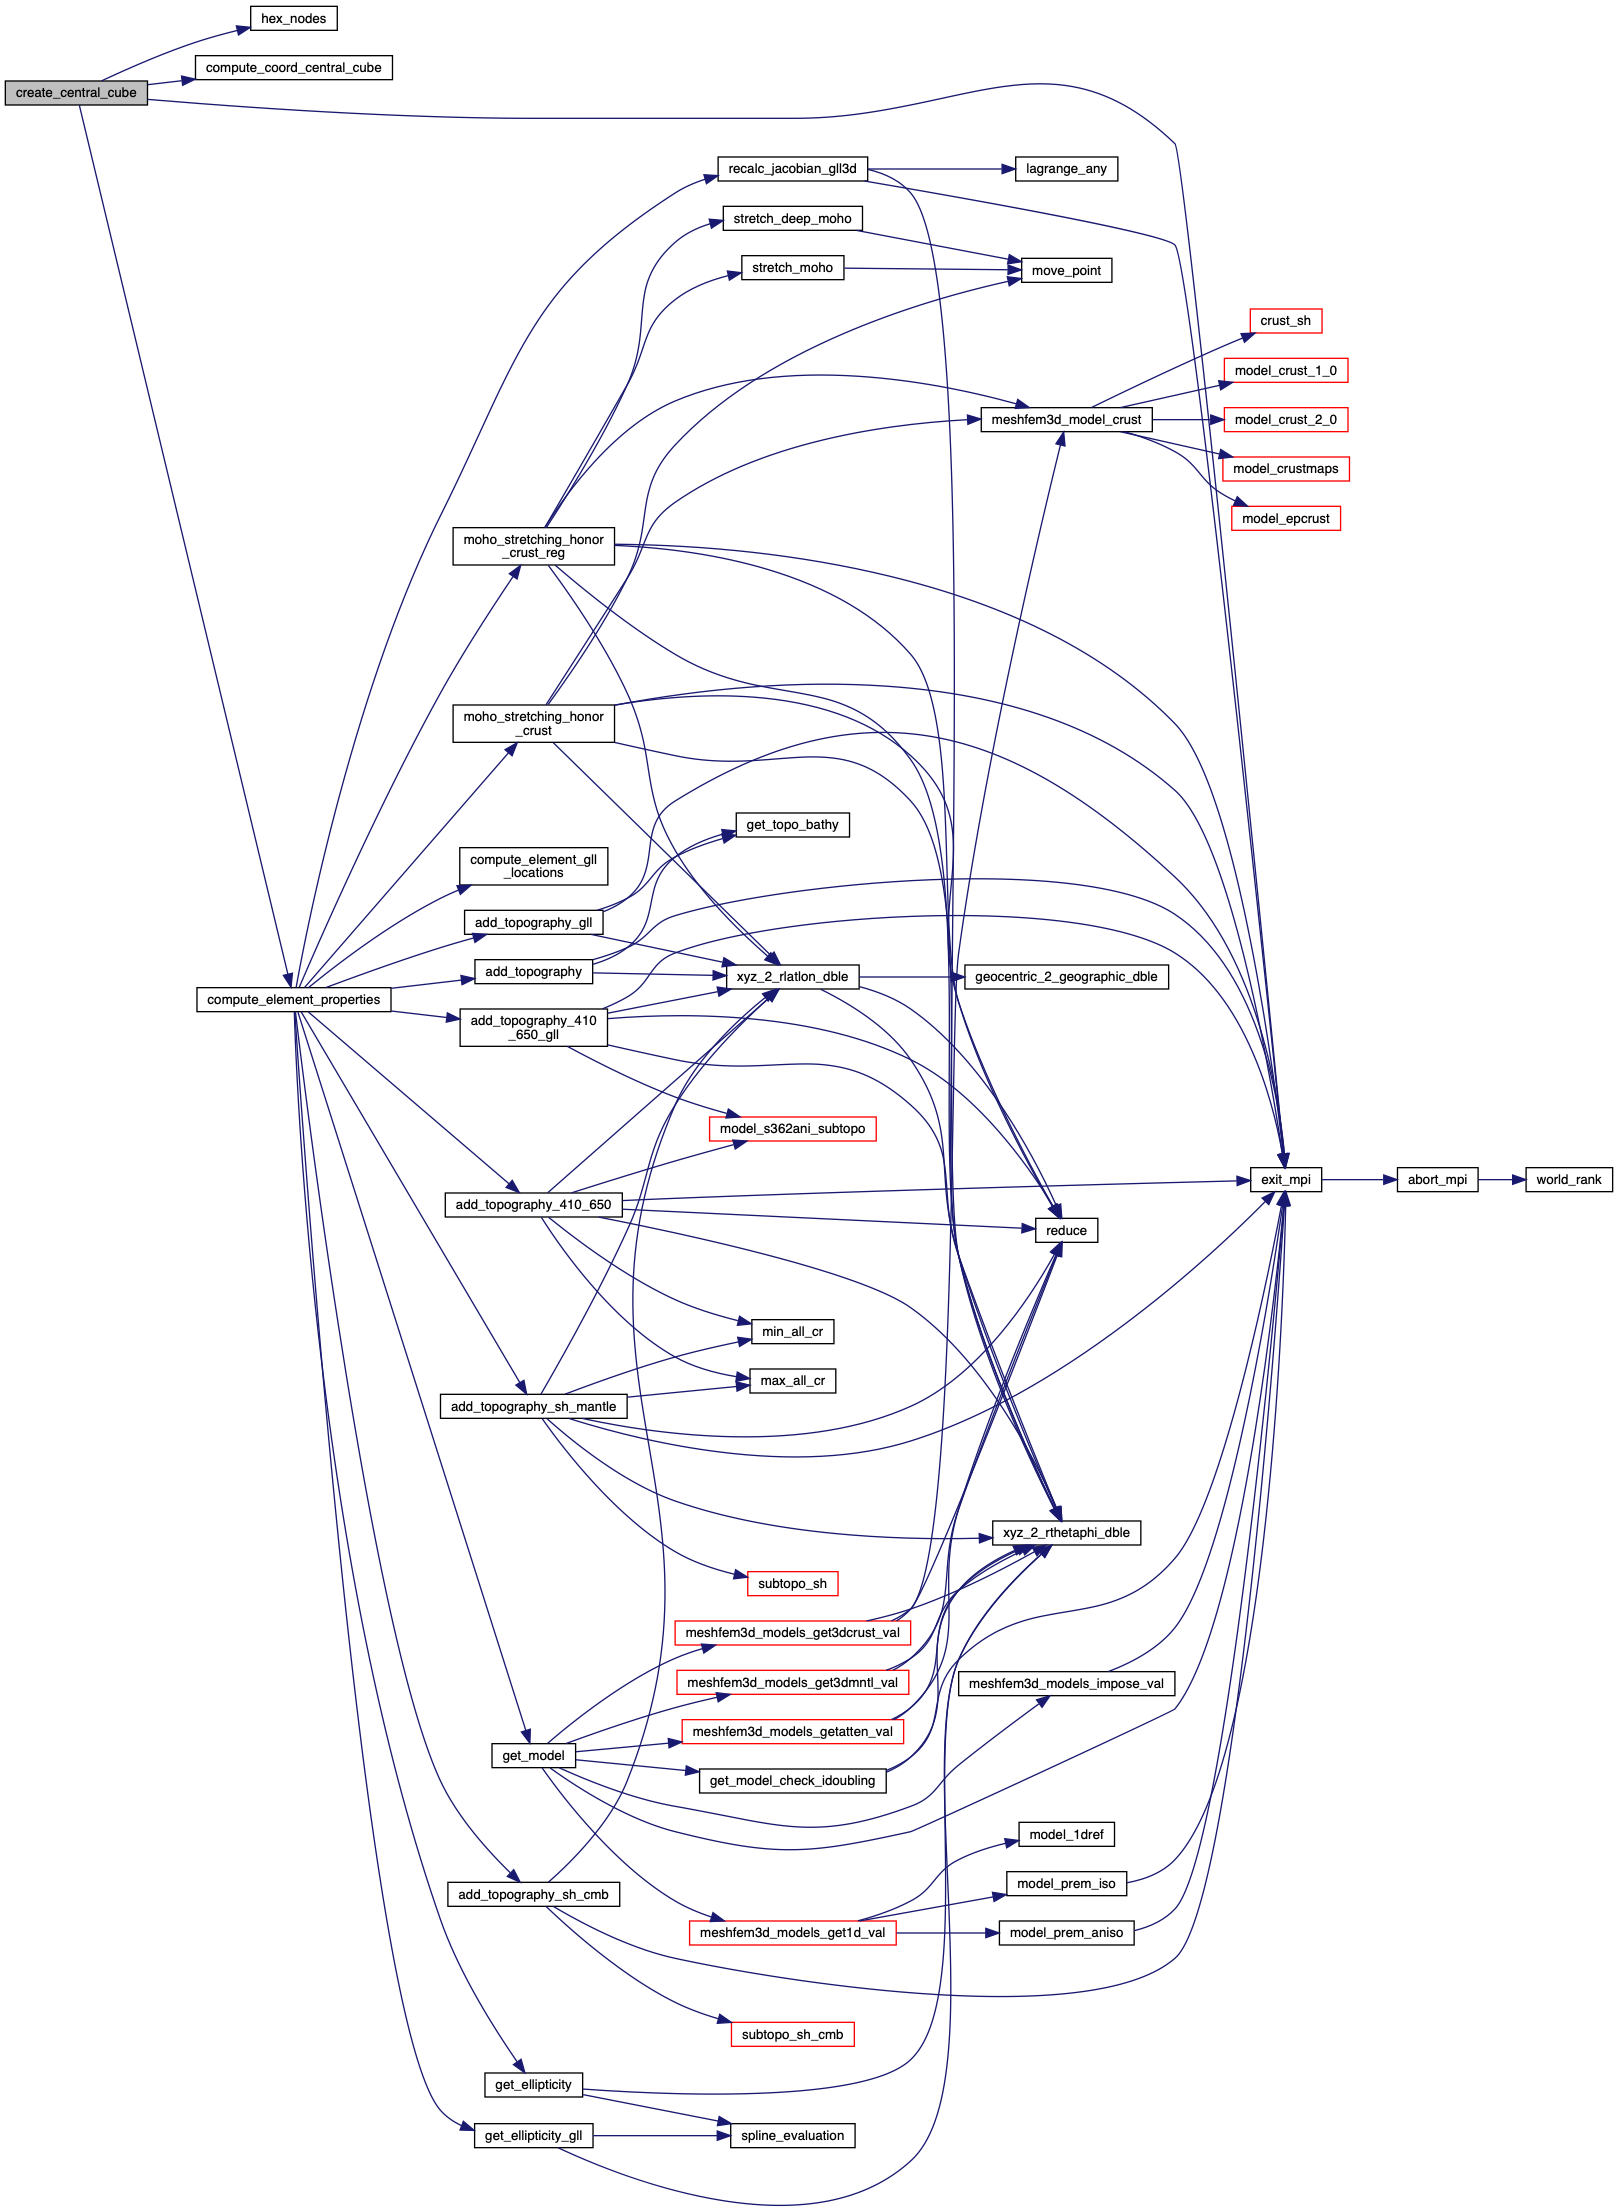 hex_nodes
compute_coord_central_cube
create_central_cube
recalc_jacobian_gll3d
lagrange_any
stretch_deep_moho
stretch_moho
move_point
crust_sh
model_crust_1_0
meshfem3d_model_crust
model_crust_2_0
model_crustmaps
model_epcrust
moho_stretching_honor
_crust_reg
moho_stretching_honor
_crust
get_topo_bathy
compute_element_gll
_locations
add_topography_gll
add_topography
xyz_2_rlatlon_dble
geocentric_2_geographic_dble
compute_element_properties
add_topography_410
_650_gll
model_s362ani_subtopo
exit_mpi
abort_mpi
world_rank
add_topography_410_650
reduce
min_all_cr
max_all_cr
add_topography_sh_mantle
xyz_2_rthetaphi_dble
subtopo_sh
meshfem3d_models_get3dcrust_val
meshfem3d_models_get3dmntl_val
meshfem3d_models_impose_val
meshfem3d_models_getatten_val
get_model
get_model_check_idoubling
model_1dref
model_prem_iso
add_topography_sh_cmb
meshfem3d_models_get1d_val
model_prem_aniso
subtopo_sh_cmb
get_ellipticity
get_ellipticity_gll
spline_evaluation